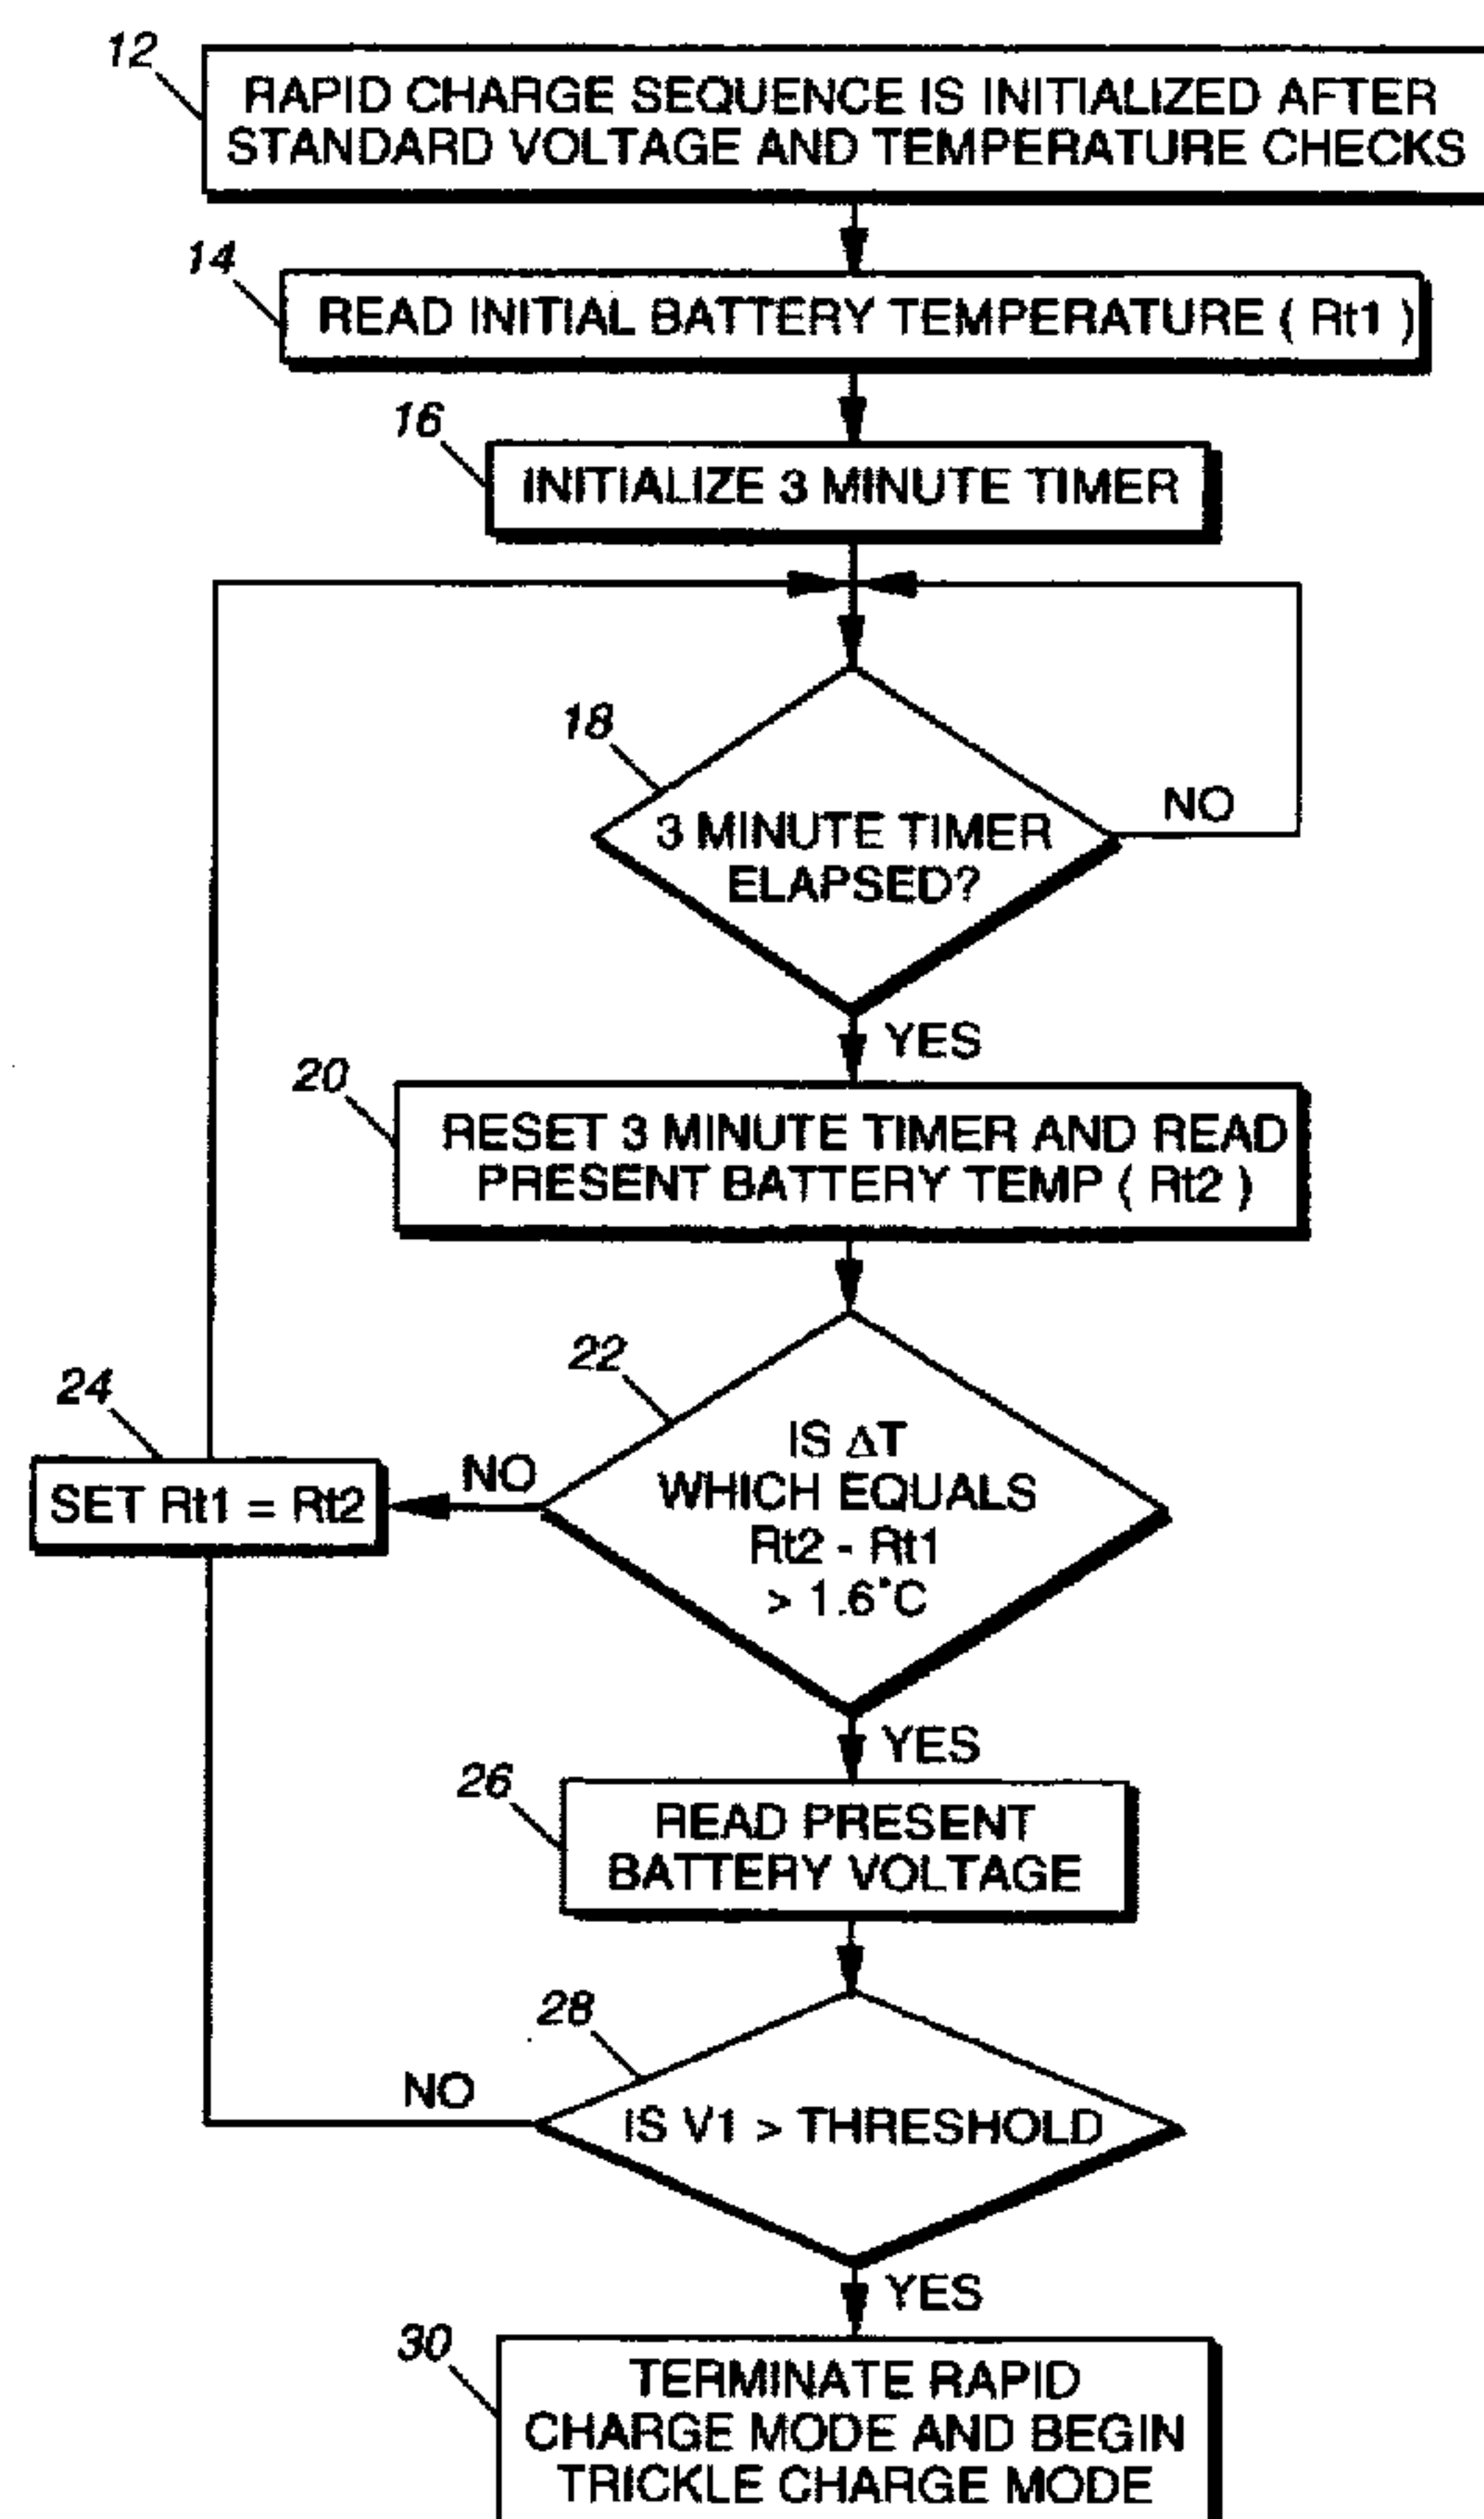 12
RAPID CHARGE SEQUENCE IS INITIALIZED AFTER
STANDARD VOLTAGE AND TEMPERATURE CHECKS
14
READ INITIAL BATTERY TEMPERATURE ( Rt1 )
16
INITIALIZE 3 MINUTE TIMER
18
3 MINUTE TIMER
ELAPSED?
NO
YES
20
RESET 3 MINUTE TIMER AND READ
PRESENT BATTERY TEMP ( Rt2 )
22
IS ΔT
WHICH EQUALS
Rt2 - Rt1
> 1.6°C
NO
24
SET Rt1 = Rt2
YES
26
READ PRESENT
BATTERY VOLTAGE
28
IS V1 > THRESHOLD
NO
YES
30
TERMINATE RAPID
CHARGE MODE AND BEGIN
TRICKLE CHARGE MODE